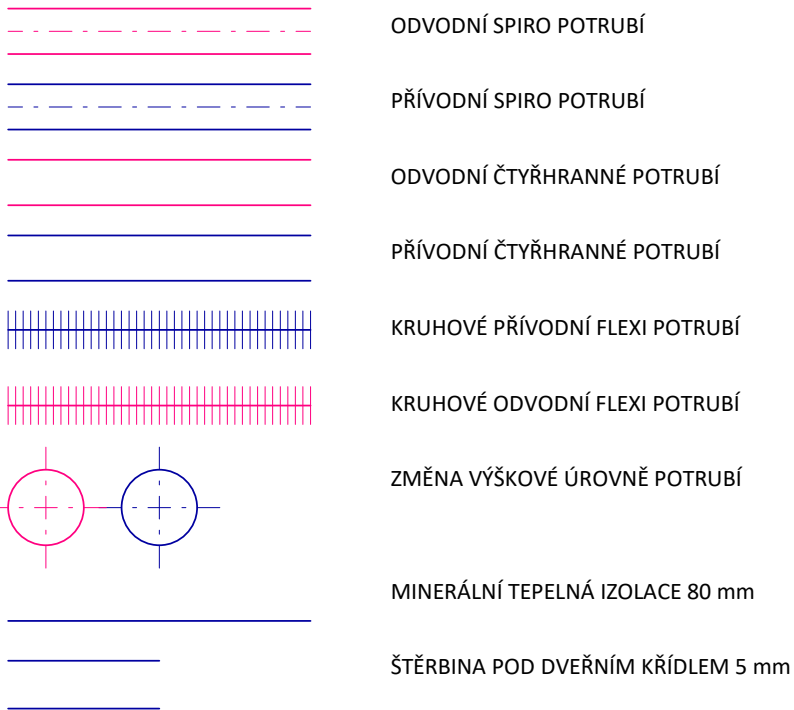 ODVODNÍ SPIRO POTRUBÍ
PŘÍVODNÍ SPIRO POTRUBÍ
ODVODNÍ ČTYŘHRANNÉ POTRUBÍ
PŘÍVODNÍ ČTYŘHRANNÉ POTRUBÍ
KRUHOVÉ PŘÍVODNÍ FLEXI POTRUBÍ
KRUHOVÉ ODVODNÍ FLEXI POTRUBÍ
ZMĚNA VÝŠKOVÉ ÚROVNĚ POTRUBÍ
MINERÁLNÍ TEPELNÁ IZOLACE 80 mm
ŠTĚRBINA POD DVEŘNÍM KŘÍDLEM 5 mm